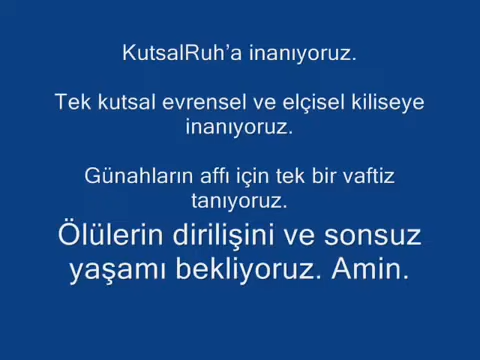 KutsalRuh’a inanıyoruz.
Tek kutsal evrensel ve elçisel kiliseye
inanıyoruz.
Günahların affı için tek bir vaftiz
tanıyoruz.
Ölülerin dirilişini ve sonsuz
yaşamı bekliyoruz. Amin.